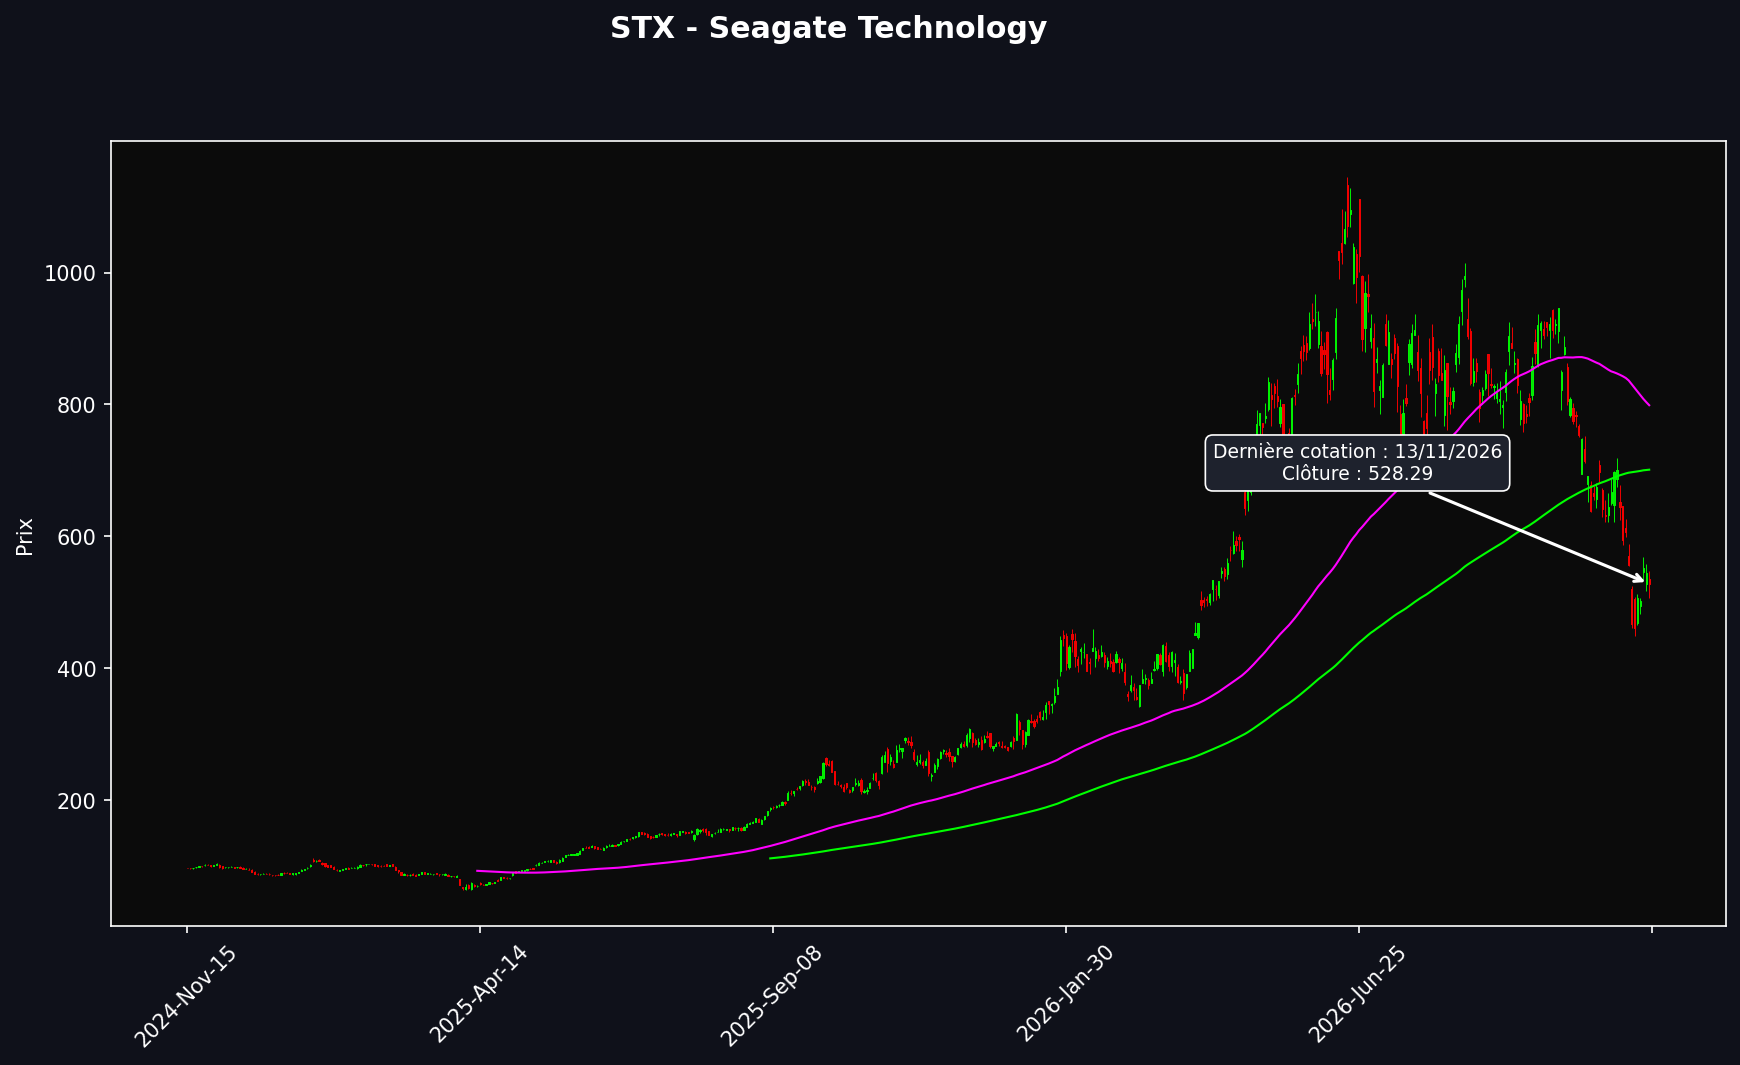 STX - Seagate Technology
Prix
1000
800
600
400
200
Dernière cotation : 13/11/2026
Clôture : 528.29
2024-Nov-15
2025-Apr-14
2025-Sep-08
2026-Jan-30
2026-Jun-25